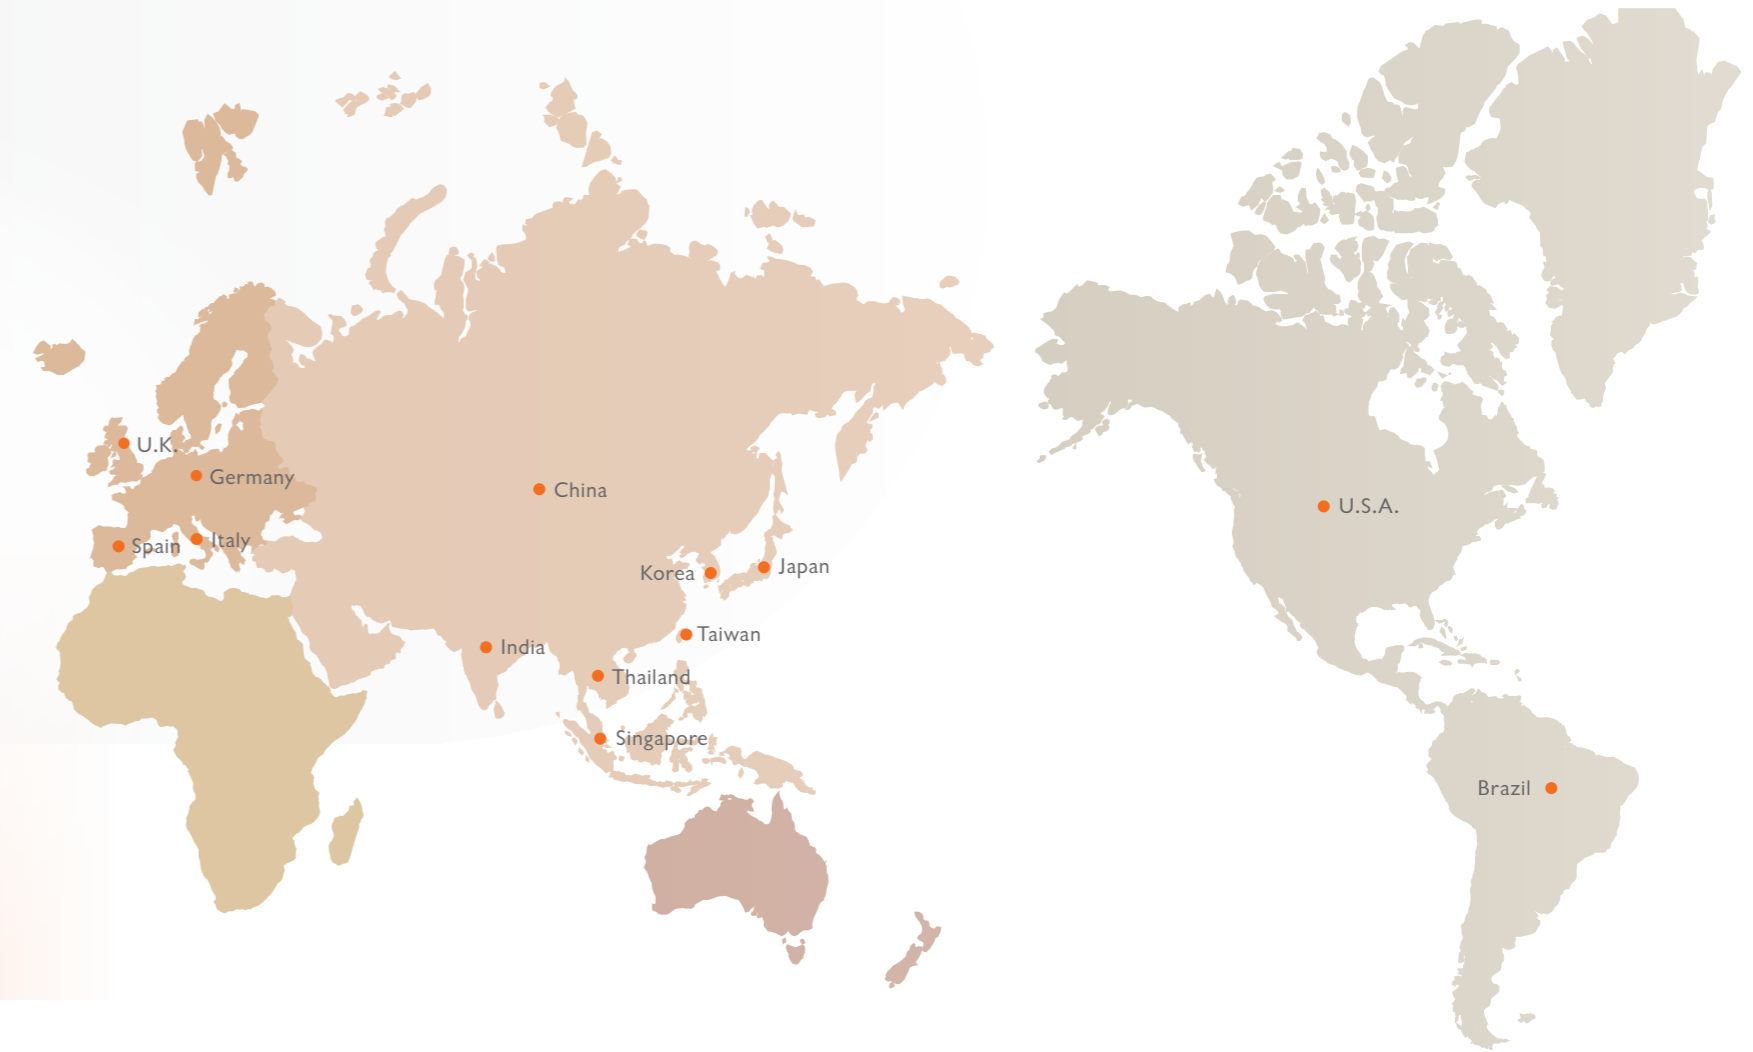 U.K.
Germany
China
U.S.A.
Spain
Italy
Korea
Japan
Taiwan
India
Thailand
Singapore
Brazil